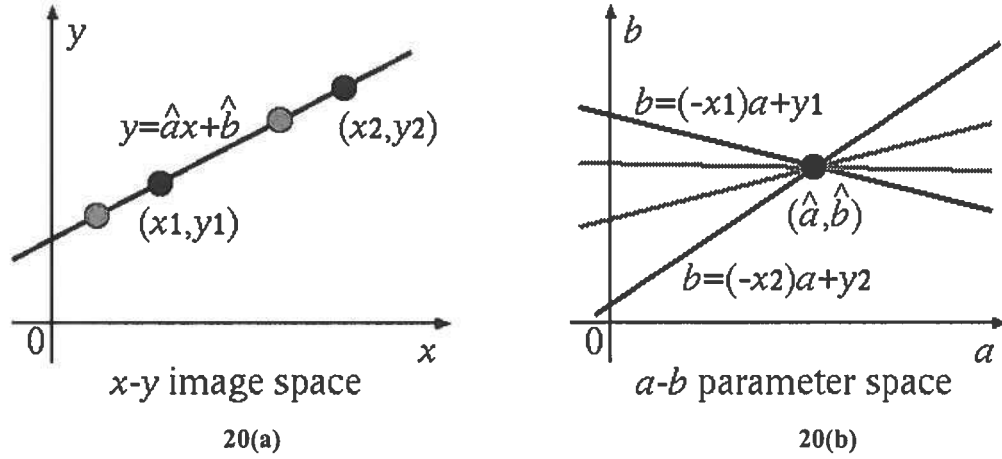 y
y=âx+b̂
(x2,y2)
(x1,y1)
0
x
x-y image space
20(a)
b
b=(-x1)a+y1
(â,b̂)
b=(-x2)a+y2
0
a
a-b parameter space
20(b)